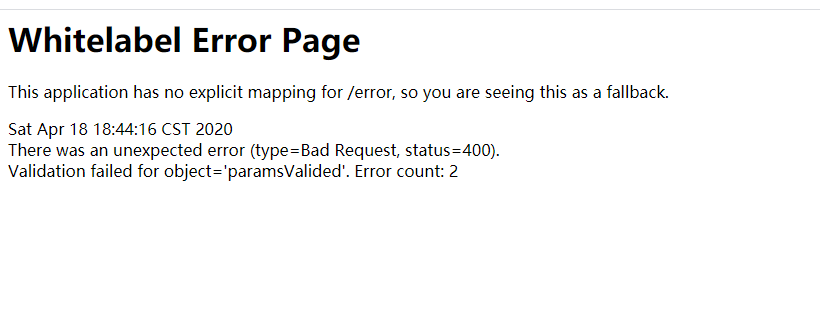 Whitelabel Error Page
This application has no explicit mapping for /error, so you are seeing this as a fallback.
Sat Apr 18 18:44:16 CST 2020
There was an unexpected error (type=Bad Request, status=400).
Validation failed for object='paramsValided'. Error count: 2